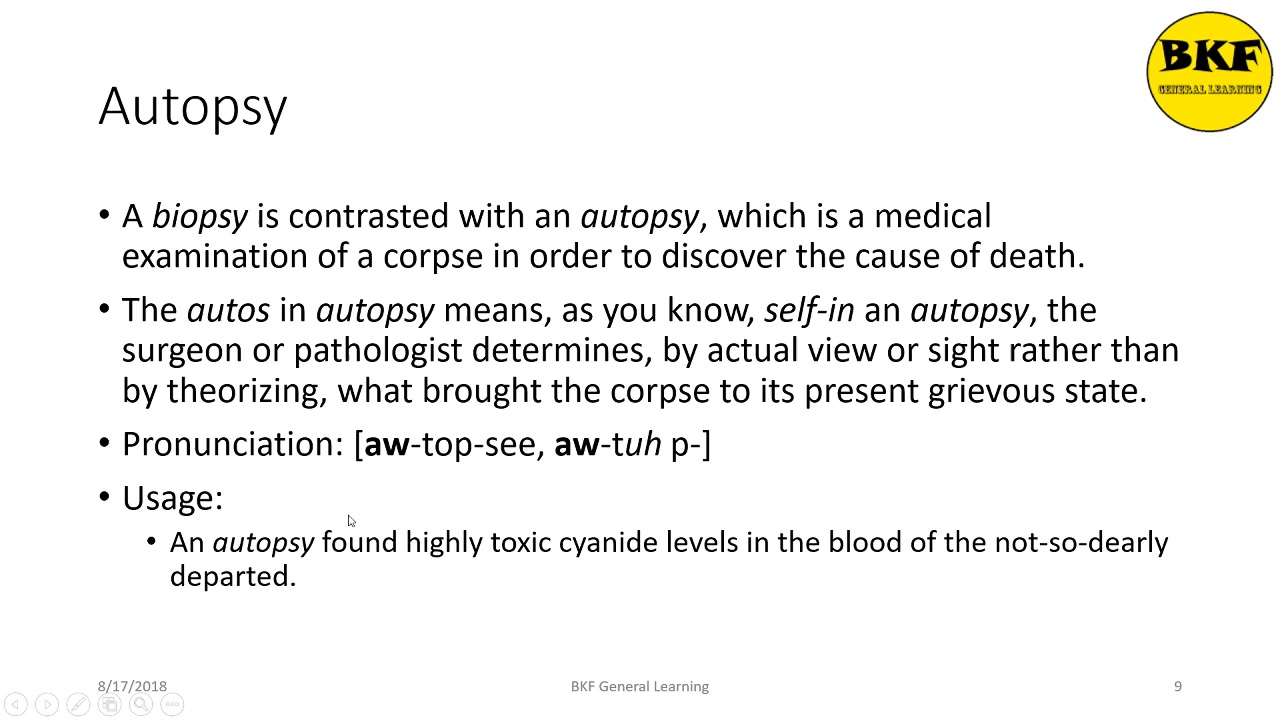 BKF
GENERAL LEARNING
Autopsy
• A biopsy is contrasted with an autopsy, which is a medical
examination of a corpse in order to discover the cause of death.
• The autos in autopsy means, as you know, self-in an autopsy, the
surgeon or pathologist determines, by actual view or sight rather than
by theorizing, what brought the corpse to its present grievous state.
• Pronunciation: [aw-top-see, aw-tuh p-]
• Usage:
• An autopsy found highly toxic cyanide levels in the blood of the not-so-dearly
departed.
8/17/2018 BKF General Learning 9